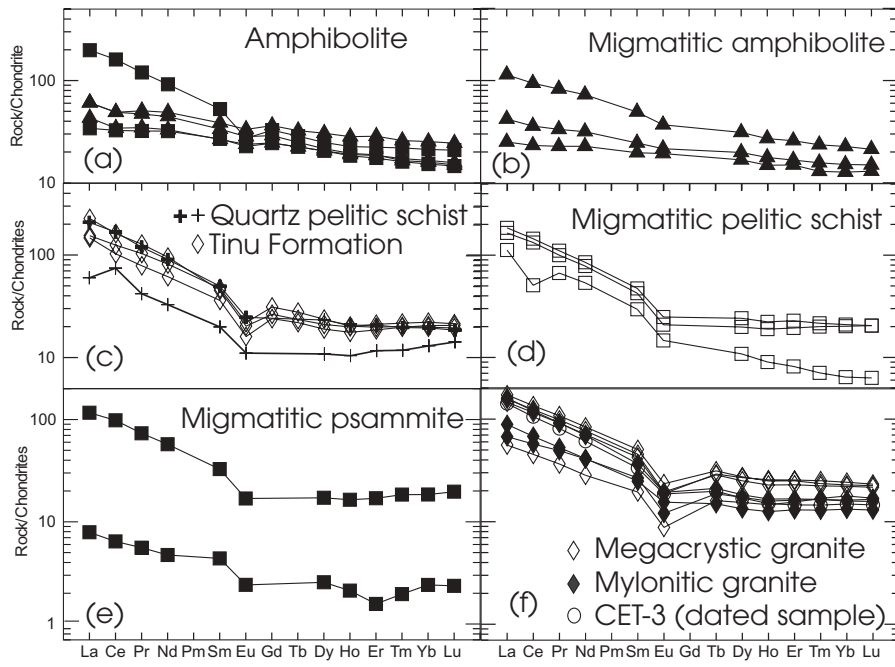 Amphibolite
Migmatitic amphibolite
Rock/Chondrite
100
10
(a)
(b)
Quartz pelitic schist
Tinu Formation
Migmatitic pelitic schist
Rock/Chondrites
100
10
(c)
(d)
Migmatitic psammite
Rock/Chondrites
100
10
1
(e)
(f)
Megacrystic granite
Mylonitic granite
CET-3 (dated sample)
La Ce Pr Nd Pm Sm Eu Gd Tb Dy Ho Er Tm Yb Lu
La Ce Pr Nd Pm Sm Eu Gd Tb Dy Ho Er Tm Yb Lu